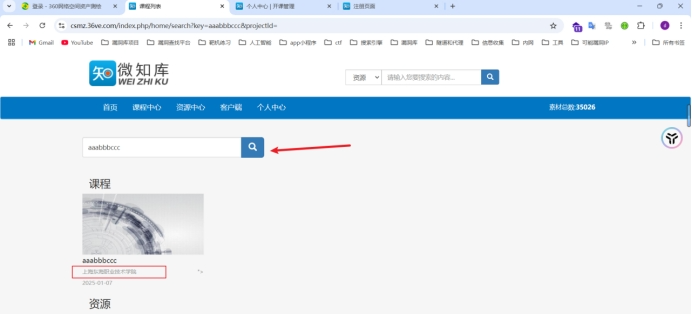 登录 - 360网络空间资产测绘
课程列表
个人中心 | 开课管理
注册页面
csmz.36ve.com/index.php/home/search?key=aaabbbccc&projectId=
Gmail
YouTube
漏洞库项目
漏洞查找平台
靶机练习
人工智能
app小程序
ctf
搜索引擎
漏洞库
隧道和代理
信息收集
内网
工具
可能漏洞IP
»
所有书签
知 微知库
WEI ZHI KU
资源
请输入您要搜索的内容...
首页
课程中心
资源中心
客户端
个人中心
素材总数:35026
aaabbbccc
课程
aaabbbccc
上海东海职业技术学院
2025-01-07
资源